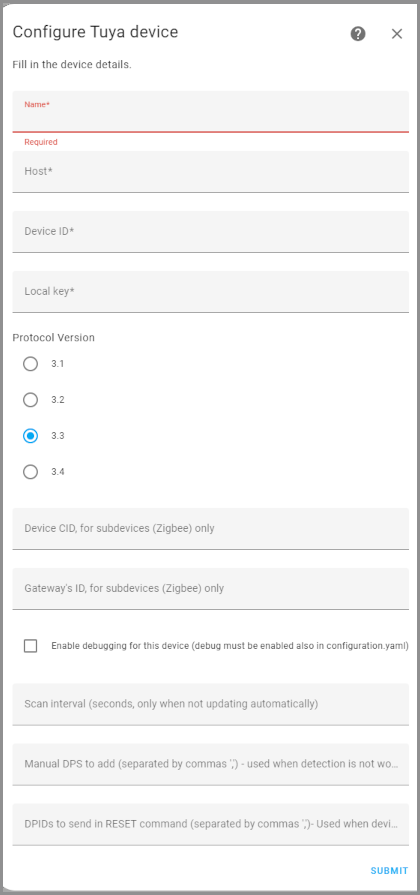 Configure Tuya device
Fill in the device details.
Name*
Required
Host*
Device ID*
Local key*
Protocol Version
3.1
3.2
3.3
3.4
Device CID, for subdevices (Zigbee) only
Gateway's ID, for subdevices (Zigbee) only
Enable debugging for this device (debug must be enabled also in configuration.yaml)
Scan interval (seconds, only when not updating automatically)
Manual DPS to add (separated by commas ',') - used when detection is not wo...
DPIDs to send in RESET command (separated by commas ',')- Used when devi...
SUBMIT